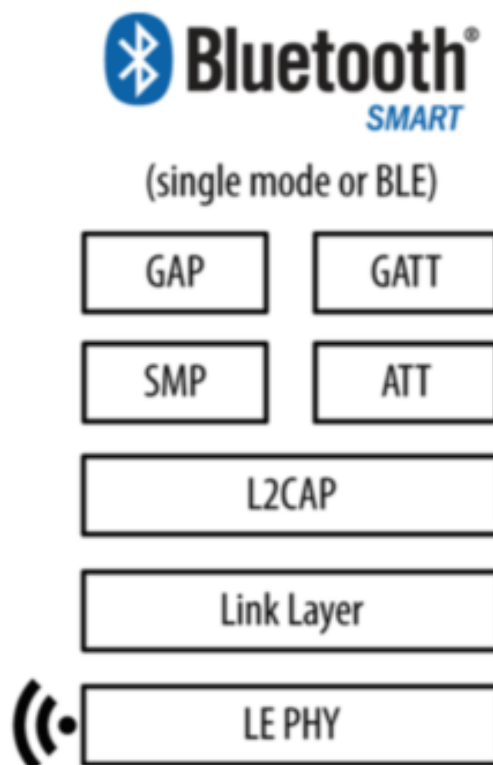 Bluetooth®
SMART
(single mode or BLE)
GAP GATT
SMP ATT
L2CAP
Link Layer
LE PHY